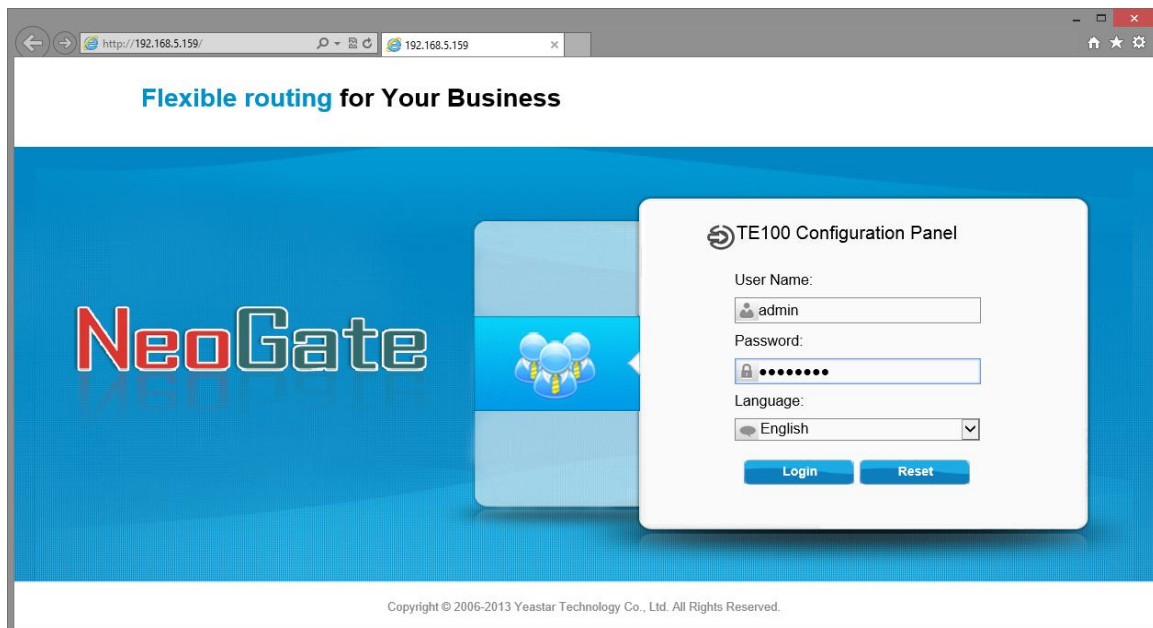 http://192.168.5.159/
192.168.5.159
Flexible routing for Your Business
NeoGate
TE100 Configuration Panel
User Name:
admin
Password:
••••••••
Language:
English
Login Reset
Copyright © 2006-2013 Yeastar Technology Co., Ltd. All Rights Reserved.